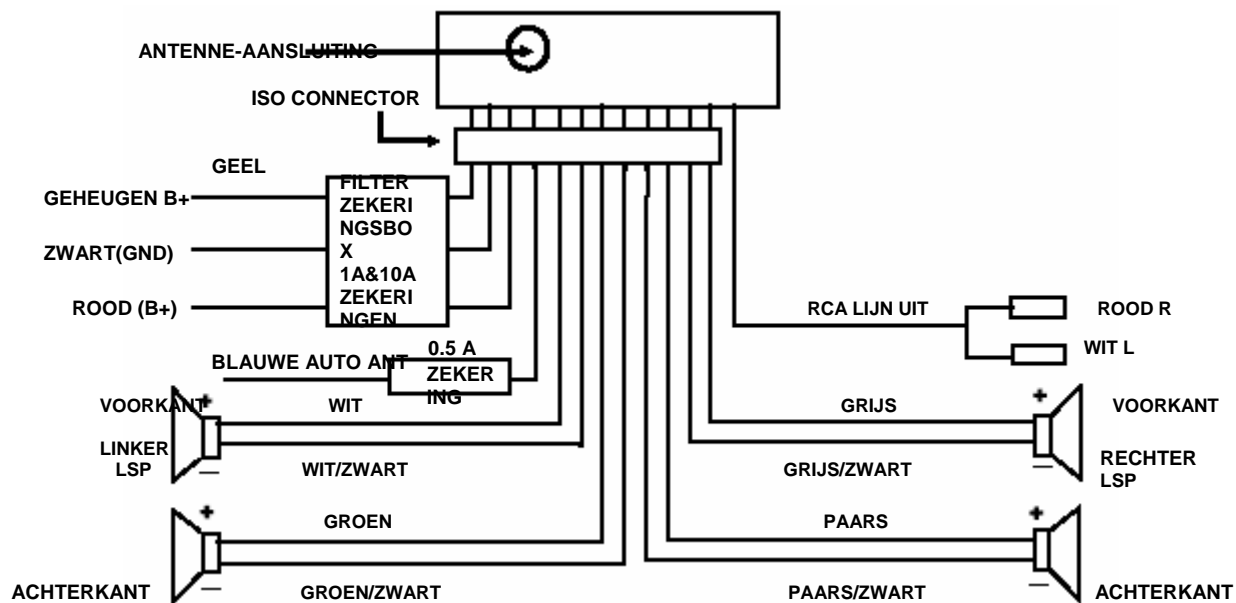 ANTENNE-AANSLUITING
ISO CONNECTOR
GEEL
GEHEUGEN B+
ZWART(GND)
ROOD (B+)
FILTER
ZEKERI
NGSBO
X
1A&10A
ZEKERI
NGEN
BLAUWE AUTO ANT
0.5 A
ZEKER
ING
RCA LIJN UIT
ROOD R
WIT L
VOORKANT
LINKER
LSP
+
—
WIT
WIT/ZWART
GRIJS
GRIJS/ZWART
+
—
VOORKANT
RECHTER
LSP
+
—
ACHTERKANT
GROEN
GROEN/ZWART
PAARS
PAARS/ZWART
+
—
ACHTERKANT